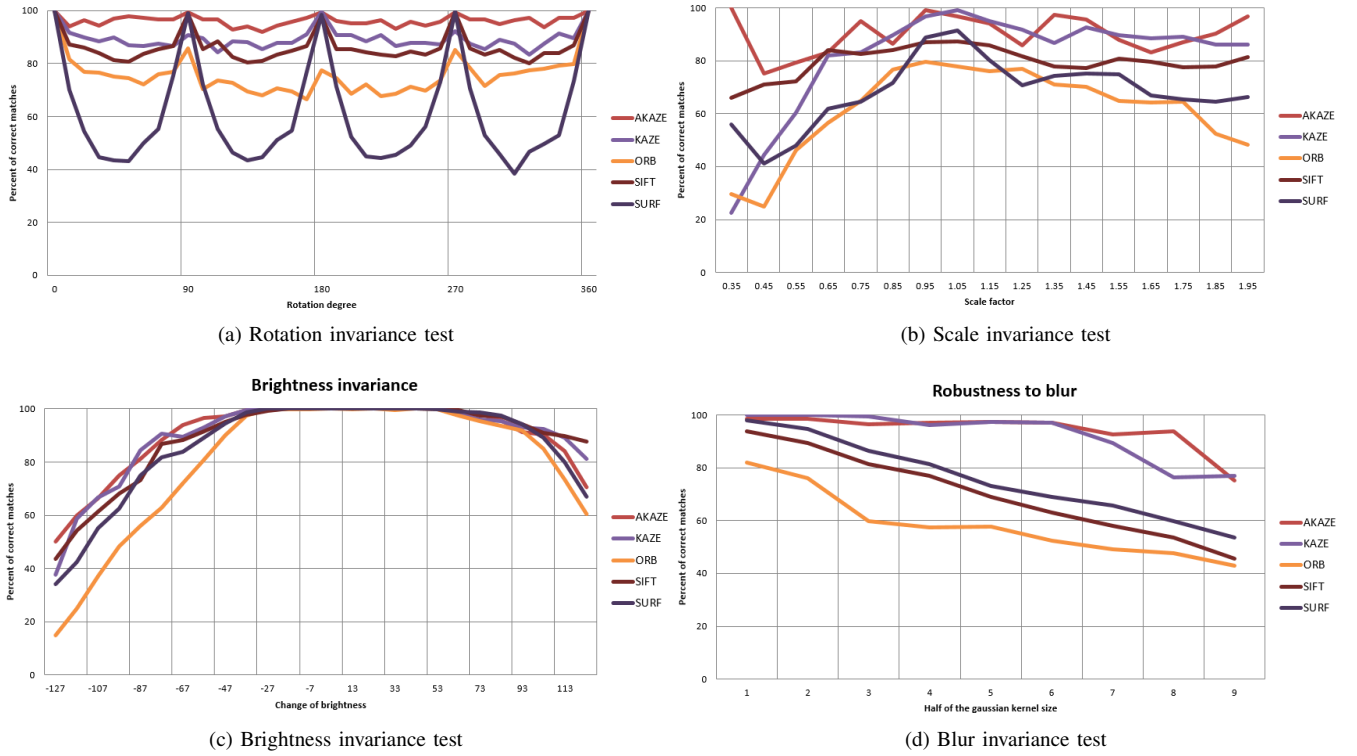 100
80
60
40
20
0
Percent of correct matches
0 90 180 270 360
Rotation degree
AKAZE
KAZE
ORB
SIFT
SURF
(a) Rotation invariance test
100
80
60
40
20
0
Percent of correct matches
0.35 0.45 0.55 0.65 0.75 0.85 0.95 1.05 1.15 1.25 1.35 1.45 1.55 1.65 1.75 1.85 1.95
Scale factor
AKAZE
KAZE
ORB
SIFT
SURF
(b) Scale invariance test
Brightness invariance
100
80
60
40
20
0
Percent of correct matches
-127 -107 -87 -67 -47 -27 -7 13 33 53 73 93 113
Change of brightness
AKAZE
KAZE
ORB
SIFT
SURF
(c) Brightness invariance test
Robustness to blur
100
80
60
40
20
0
Percent of correct matches
1 2 3 4 5 6 7 8 9
Half of the gaussian kernel size
AKAZE
KAZE
ORB
SIFT
SURF
(d) Blur invariance test